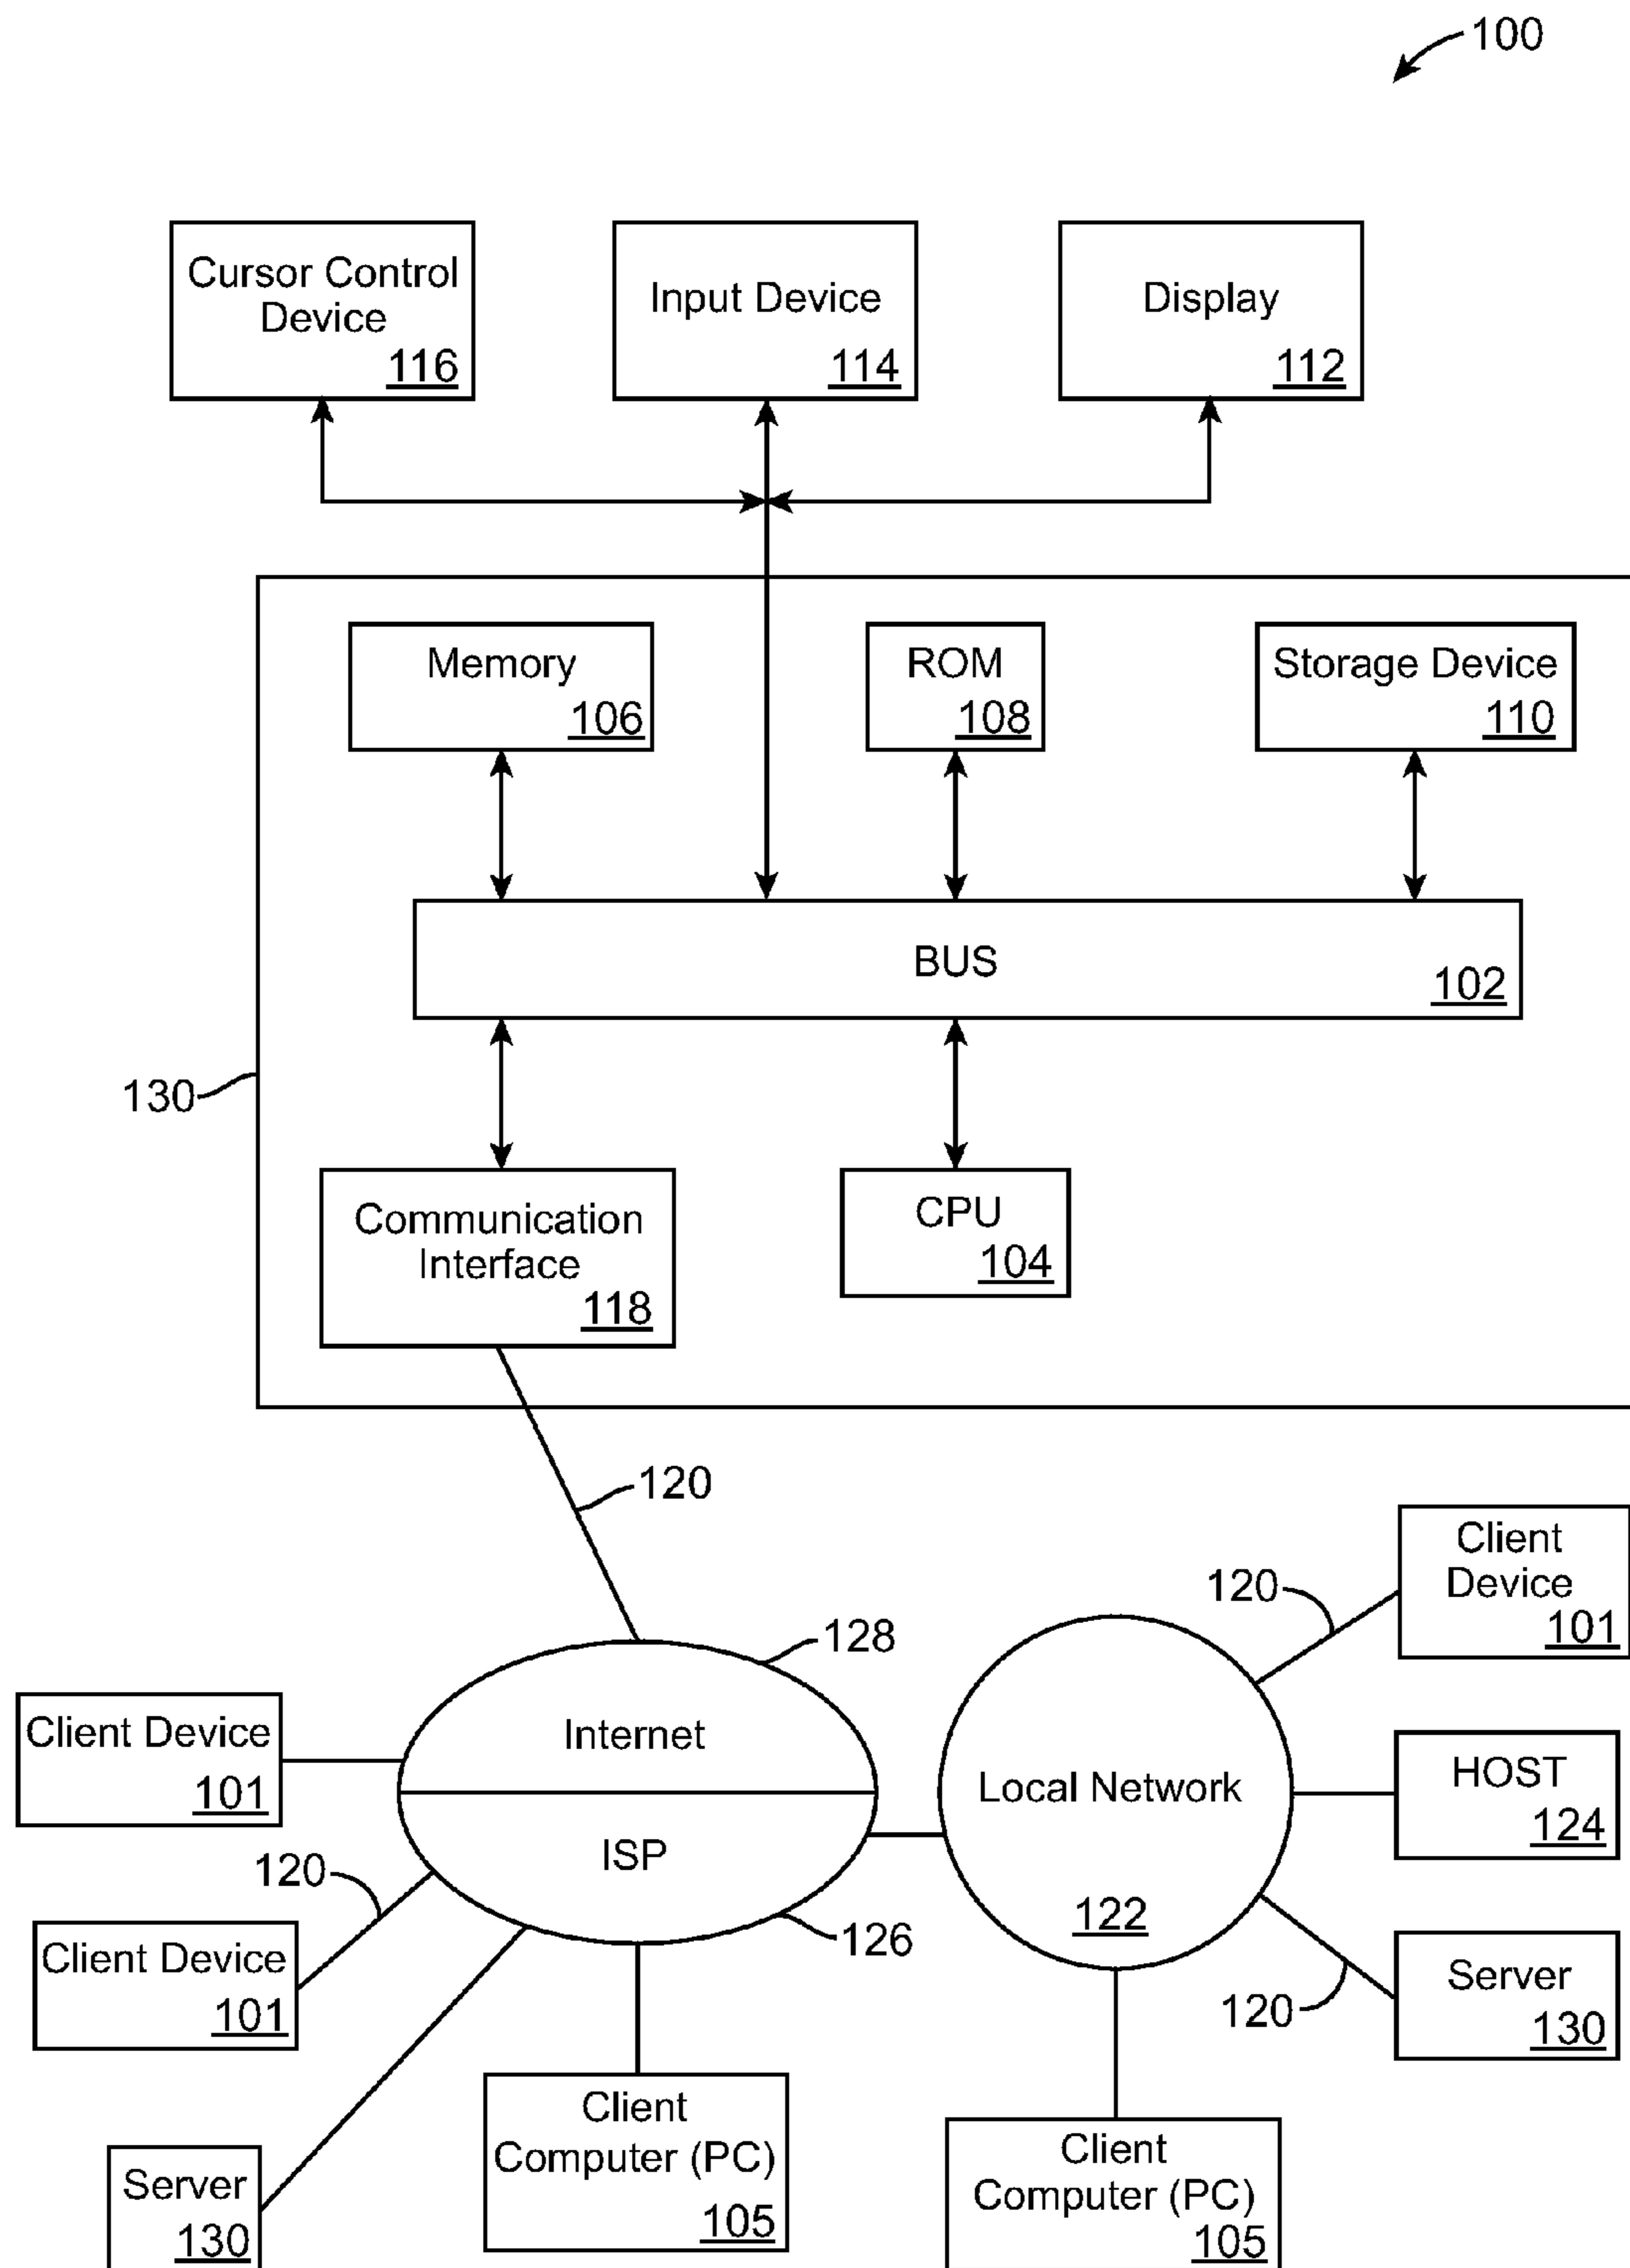 100
Cursor Control
Device
116
Input Device
114
Display
112
Memory
106
ROM
108
Storage Device
110
BUS
102
130
Communication
Interface
118
CPU
104
120
128
Internet
ISP
126
Client Device
101
120
Client Device
101
Server
130
Client
Computer (PC)
105
Local Network
122
120
Client
Device
101
HOST
124
120
Server
130
Client
Computer (PC)
105